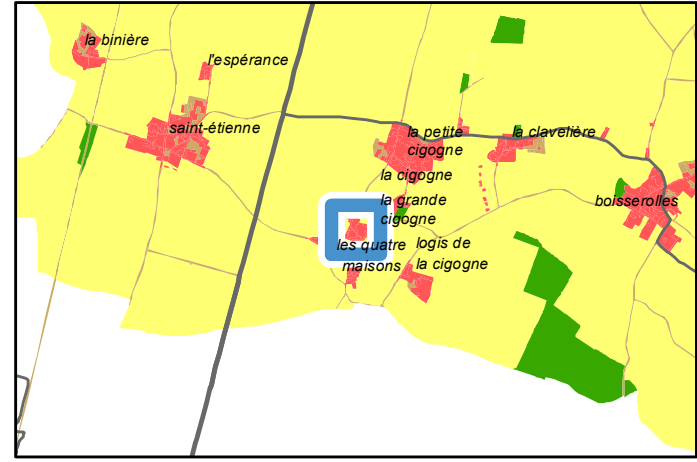 la binière
l'espérance
saint-étienne
la petite
cigogne
la clavelière
la cigogne
la grande
cigogne
boisserolles
les quatre
maisons
logis de
la cigogne